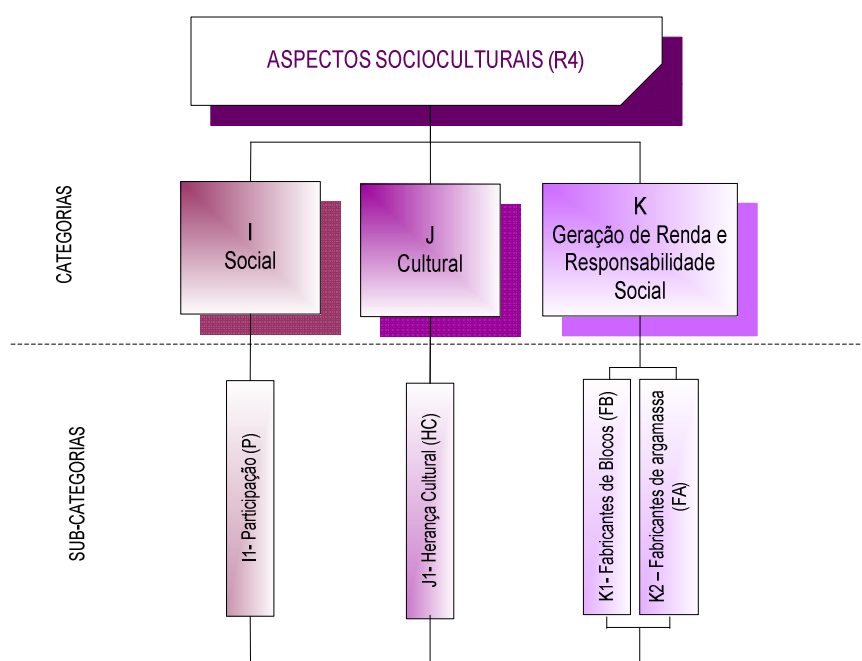 ASPECTOS SOCIOCULTURAIS (R4)
CATEGORIAS
I
Social
J
Cultural
K
Geração de Renda e
Responsabilidade
Social
SUB-CATEGORIAS
I1- Participação (P)
J1- Herança Cultural (HC)
K1- Fabricantes de Blocos (FB)
K2 – Fabricantes de argamassa
(FA)